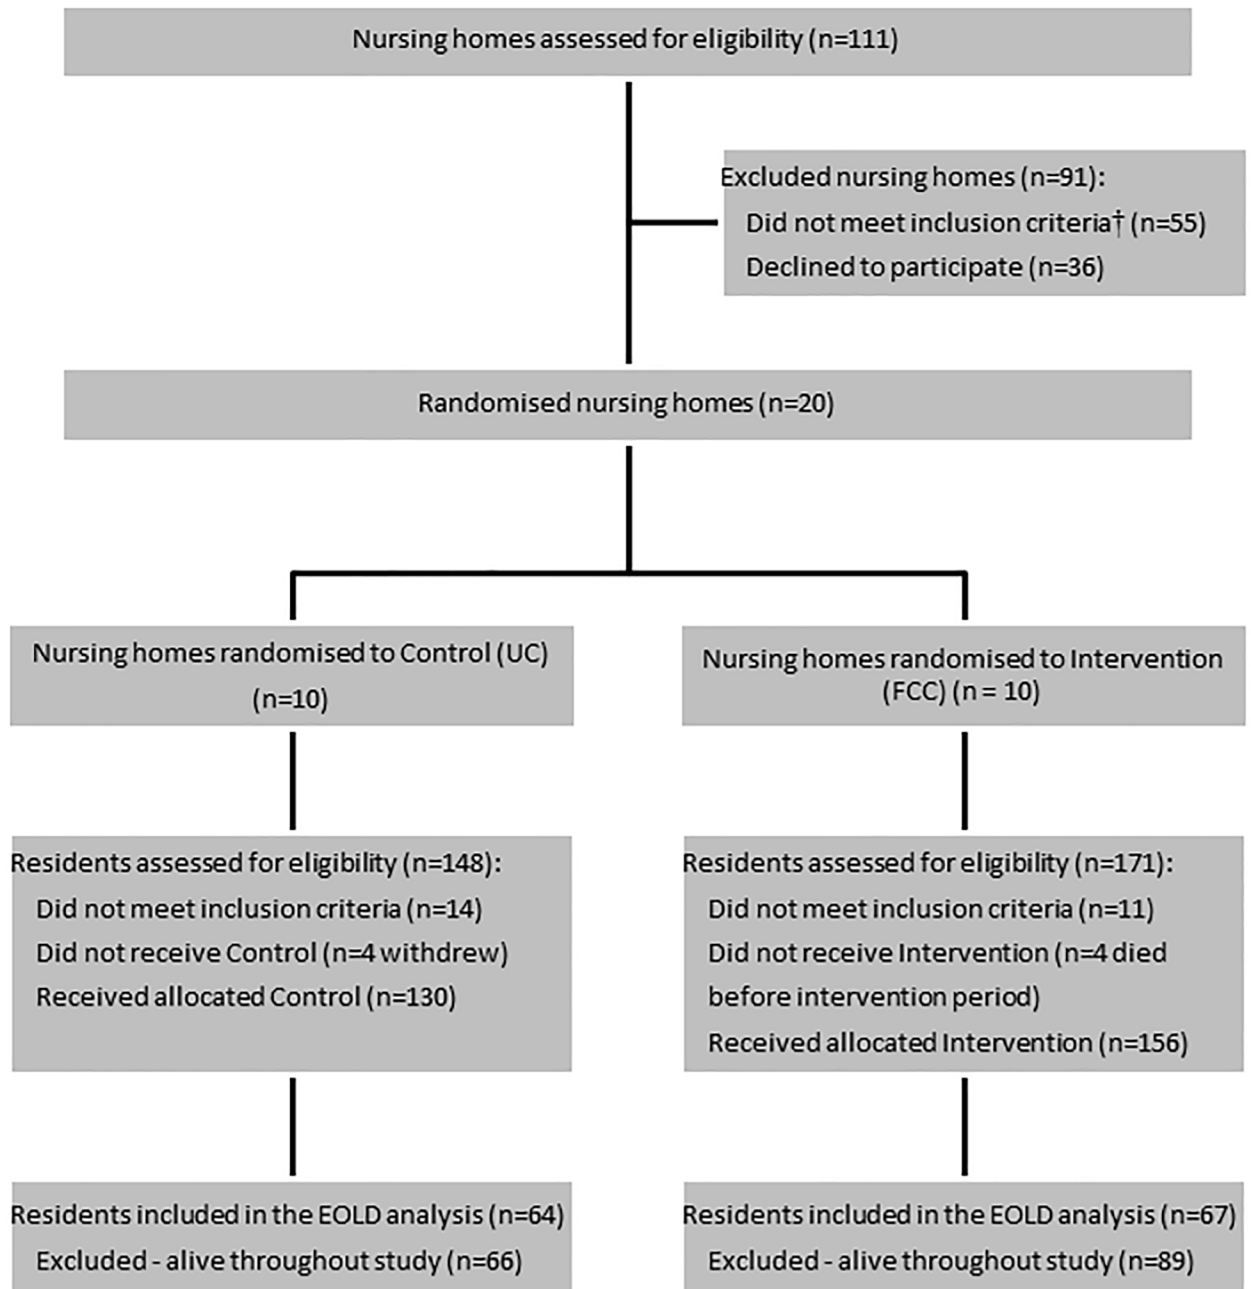 Nursing homes assessed for eligibility (n=111)
Excluded nursing homes (n=91):
Did not meet inclusion criteria† (n=55)
Declined to participate (n=36)
Randomised nursing homes (n=20)
Nursing homes randomised to Control (UC)
(n=10)
Nursing homes randomised to Intervention
(FCC) (n = 10)
Residents assessed for eligibility (n=148):
Did not meet inclusion criteria (n=14)
Did not receive Control (n=4 withdrew)
Received allocated Control (n=130)
Residents assessed for eligibility (n=171):
Did not meet inclusion criteria (n=11)
Did not receive Intervention (n=4 died
before intervention period)
Received allocated Intervention (n=156)
Residents included in the EOLD analysis (n=64)
Excluded - alive throughout study (n=66)
Residents included in the EOLD analysis (n=67)
Excluded - alive throughout study (n=89)